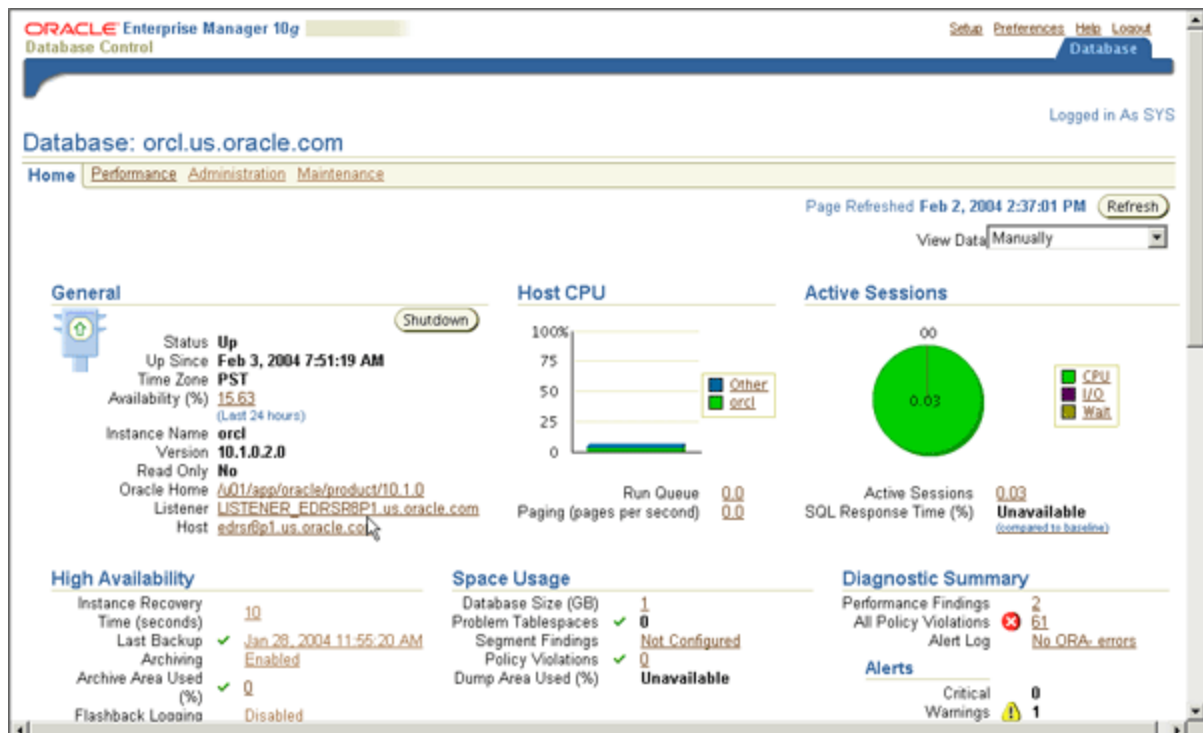 ORACLE Enterprise Manager 10g
Database Control
Setup Preferences Help Logout
Database
Logged in As SYS
Database: orcl.us.oracle.com
Home Performance Administration Maintenance
Page Refreshed Feb 2, 2004 2:37:01 PM Refresh
View Data Manually
General
Shutdown
Status Up
Up Since Feb 3, 2004 7:51:19 AM
Time Zone PST
Availability (%) 15.63
(Last 24 hours)
Instance Name orcl
Version 10.1.0.2.0
Read Only No
Oracle Home /u01/app/oracle/product/10.1.0
Listener LISTENER_EDRSR8P1.us.oracle.com
Host edrsr8p1.us.oracle.com
Host CPU
100%
75
50
25
0
Other
orcl
Run Queue 0.0
Paging (pages per second) 0.0
Active Sessions
00
0.03
CPU
I/O
Wait
Active Sessions 0.03
SQL Response Time (%) Unavailable
(compared to baseline)
High Availability
Instance Recovery
Time (seconds) 10
Last Backup Jan 28, 2004 11:55:20 AM
Archiving Enabled
Archive Area Used
(%) 0
Flashback Logging Disabled
Space Usage
Database Size (GB) 1
Problem Tablespaces 0
Segment Findings Not Configured
Policy Violations 0
Dump Area Used (%) Unavailable
Diagnostic Summary
Performance Findings 2
All Policy Violations 61
Alert Log No ORA- errors
Alerts
Critical 0
Warnings 1